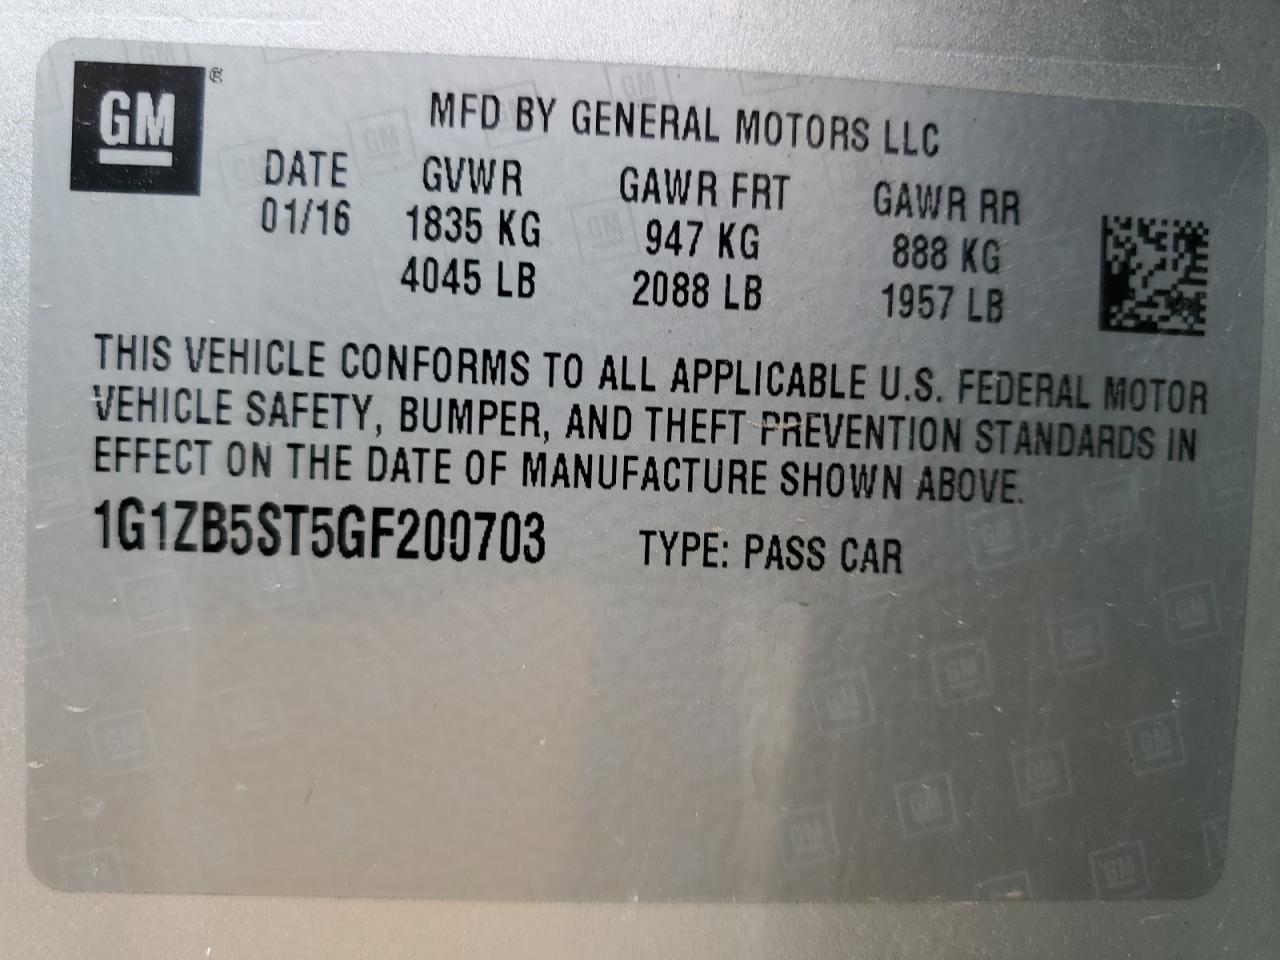 GM
MFD BY GENERAL MOTORS LLC
DATE GVWR GAWR FRT GAWR RR
01/16 1835 KG 947 KG 888 KG
4045 LB 2088 LB 1957 LB
THIS VEHICLE CONFORMS TO ALL APPLICABLE U.S. FEDERAL MOTOR
VEHICLE SAFETY, BUMPER, AND THEFT PREVENTION STANDARDS IN
EFFECT ON THE DATE OF MANUFACTURE SHOWN ABOVE.
1G1ZB5ST5GF200703 TYPE: PASS CAR